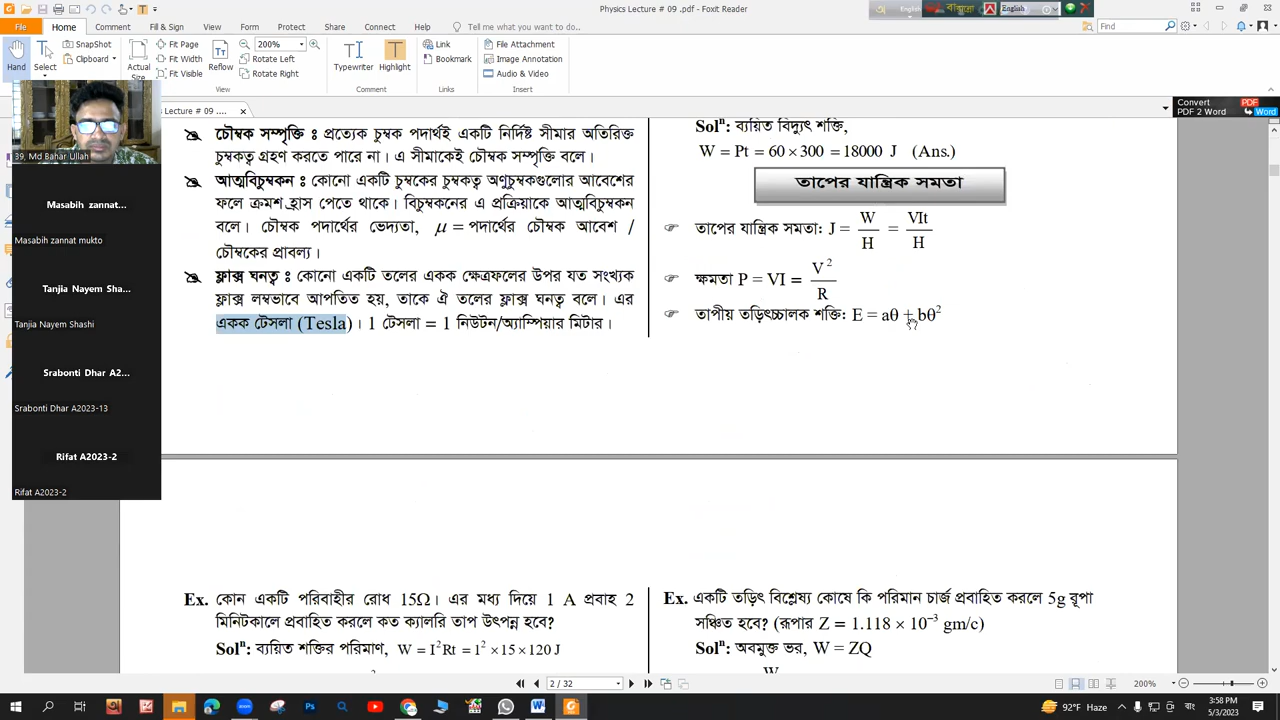 Physics Lecture # 09 .pdf - Foxit Reader
English
English
File
Home
Comment
Fill & Sign
View
Form
Protect
Share
Connect
Help
Tell me what you want to do...
Find
Hand
Select
SnapShot
Clipboard
Actual Size
Fit Page
Fit Width
Fit Visible
Reflow
200%
Rotate Left
Rotate Right
View
Typewriter
Highlight
Comment
Link
Bookmark
Links
File Attachment
Image Annotation
Audio & Video
Insert
s Lecture # 09 .pdf
Convert PDF
PDF 2 Word
39, Md Bahar Ullah
Masabih zannat...
Masabih zannat mukto
Tanjia Nayem Sha...
Tanjia Nayem Shashi
Srabonti Dhar A2...
Srabonti Dhar A2023-13
Rifat A2023-2
Rifat A2023-2
চৌম্বক সম্পৃক্তি : প্রত্যেক চুম্বক পদার্থই একটি নির্দিষ্ট সীমার অতিরিক্ত
চুম্বকত্ব গ্রহণ করতে পারে না। এ সীমাকেই চৌম্বক সম্পৃক্তি বলে।
আত্মবিচুম্বকন : কোনো একটি চুম্বকের চুম্বকত্ব অণুচুম্বকগুলোর আবেশের
ফলে ক্রমশ হ্রাস পেতে থাকে। বিচুম্বকনের এ প্রক্রিয়াকে আত্মবিচুম্বকন
বলে। চৌম্বক পদার্থের ভেদ্যতা, μ = পদার্থের চৌম্বক আবেশ /
চৌম্বকের প্রাবল্য।
ফ্লাক্স ঘনত্ব : কোনো একটি তলের একক ক্ষেত্রফলের উপর যত সংখ্যক
ফ্লাক্স লম্বভাবে আপতিত হয়, তাকে ঐ তলের ফ্লাক্স ঘনত্ব বলে। এর
একক টেসলা (Tesla)। 1 টেসলা = 1 নিউটন/অ্যাম্পিয়ার মিটার।
Solⁿ: ব্যয়িত বিদ্যুৎ শক্তি,
W = Pt = 60 × 300 = 18000 J (Ans.)
তাপের যান্ত্রিক সমতা
তাপের যান্ত্রিক সমতা: J = W/H = VIt/H
ক্ষমতা P = VI = V²/R
তাপীয় তড়িৎচ্চালক শক্তি: E = aθ + bθ²
Ex. কোন একটি পরিবাহীর রোধ 15Ω। এর মধ্য দিয়ে 1 A প্রবাহ 2
মিনিটকালে প্রবাহিত করলে কত ক্যালরি তাপ উৎপন্ন হবে?
Solⁿ: ব্যয়িত শক্তির পরিমাণ, W = I²Rt = 1² × 15 × 120 J
Ex. একটি তড়িৎ বিশ্লেষ্য কোষে কি পরিমান চার্জ প্রবাহিত করলে 5g রূপা
সঞ্চিত হবে? (রূপার Z = 1.118 × 10⁻³ gm/c)
Solⁿ: অবমুক্ত ভর, W = ZQ
W
2 / 32
200%
92°F Haze
3:58 PM
5/3/2023